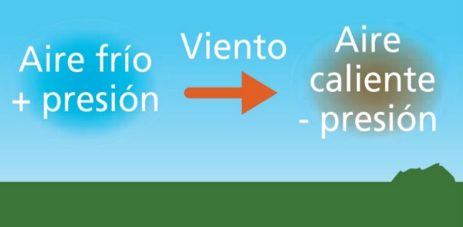 Aire frío
+ presión
Viento
Aire
caliente
- presión